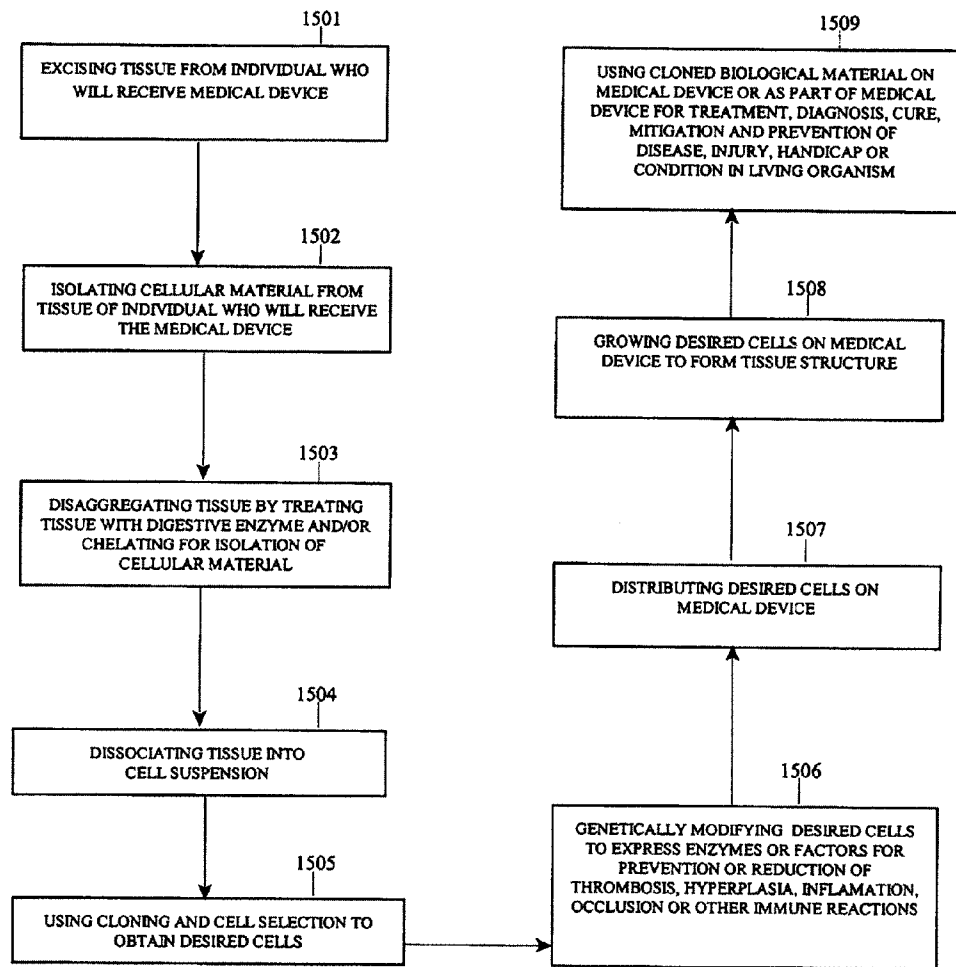 1501
EXCISING TISSUE FROM INDIVIDUAL WHO
WILL RECEIVE MEDICAL DEVICE
1502
ISOLATING CELLULAR MATERIAL FROM
TISSUE OF INDIVIDUAL WHO WILL RECEIVE
THE MEDICAL DEVICE
1503
DISAGGREGATING TISSUE BY TREATING
TISSUE WITH DIGESTIVE ENZYME AND/OR
CHELATING FOR ISOLATION OF
CELLULAR MATERIAL
1504
DISSOCIATING TISSUE INTO
CELL SUSPENSION
1505
USING CLONING AND CELL SELECTION TO
OBTAIN DESIRED CELLS
1506
GENETICALLY MODIFYING DESIRED CELLS
TO EXPRESS ENZYMES OR FACTORS FOR
PREVENTION OR REDUCTION OF
THROMBOSIS, HYPERPLASIA, INFLAMATION,
OCCLUSION OR OTHER IMMUNE REACTIONS
1507
DISTRIBUTING DESIRED CELLS ON
MEDICAL DEVICE
1508
GROWING DESIRED CELLS ON MEDICAL
DEVICE TO FORM TISSUE STRUCTURE
1509
USING CLONED BIOLOGICAL MATERIAL ON
MEDICAL DEVICE OR AS PART OF MEDICAL
DEVICE FOR TREATMENT, DIAGNOSIS, CURE,
MITIGATION AND PREVENTION OF
DISEASE, INJURY, HANDICAP OR
CONDITION IN LIVING ORGANISM